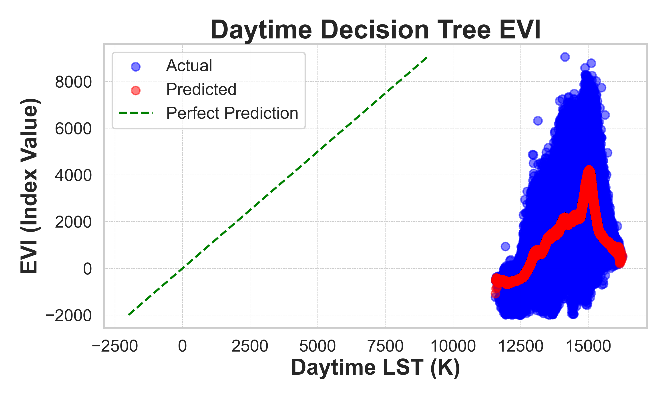 Daytime Decision Tree EVI
Actual
Predicted
Perfect Prediction
EVI (Index Value)
8000
6000
4000
2000
0
−2000
−2500 0 2500 5000 7500 10000 12500 15000
Daytime LST (K)